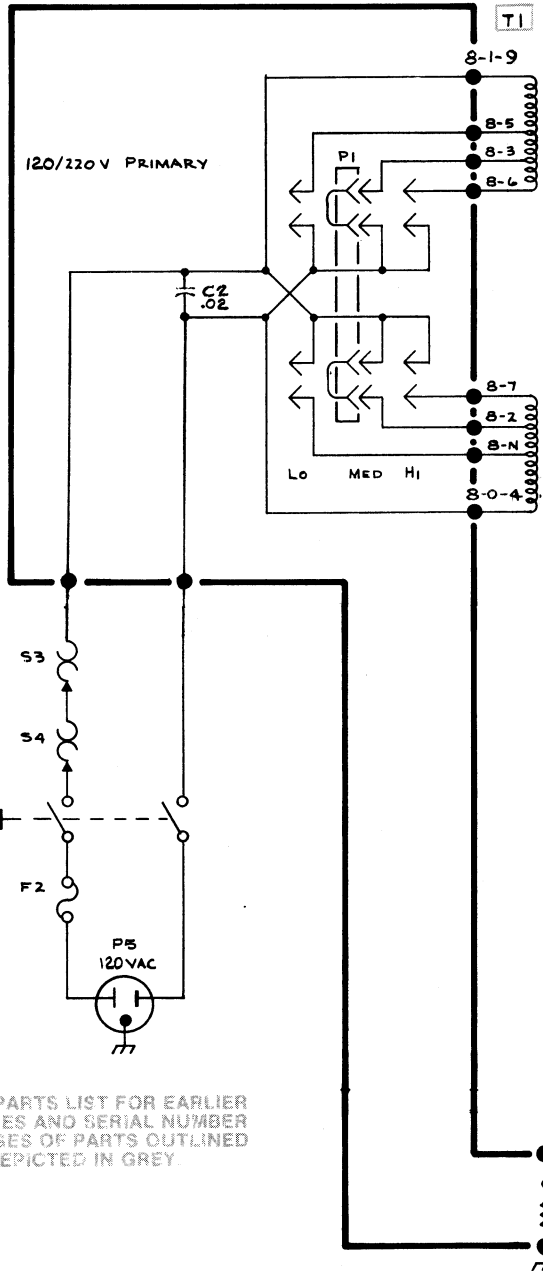 T1
8-1-9
8-5
120/220 V PRIMARY
P1
8-3
8-6
C2
.02
8-7
8-2
8-N
LO MED HI
8-0-4
S3
S4
F2
P5
120 VAC
PARTS LIST FOR EARLIER
ES AND SERIAL NUMBER
GES OF PARTS OUTLINED
EPICTED IN GREY